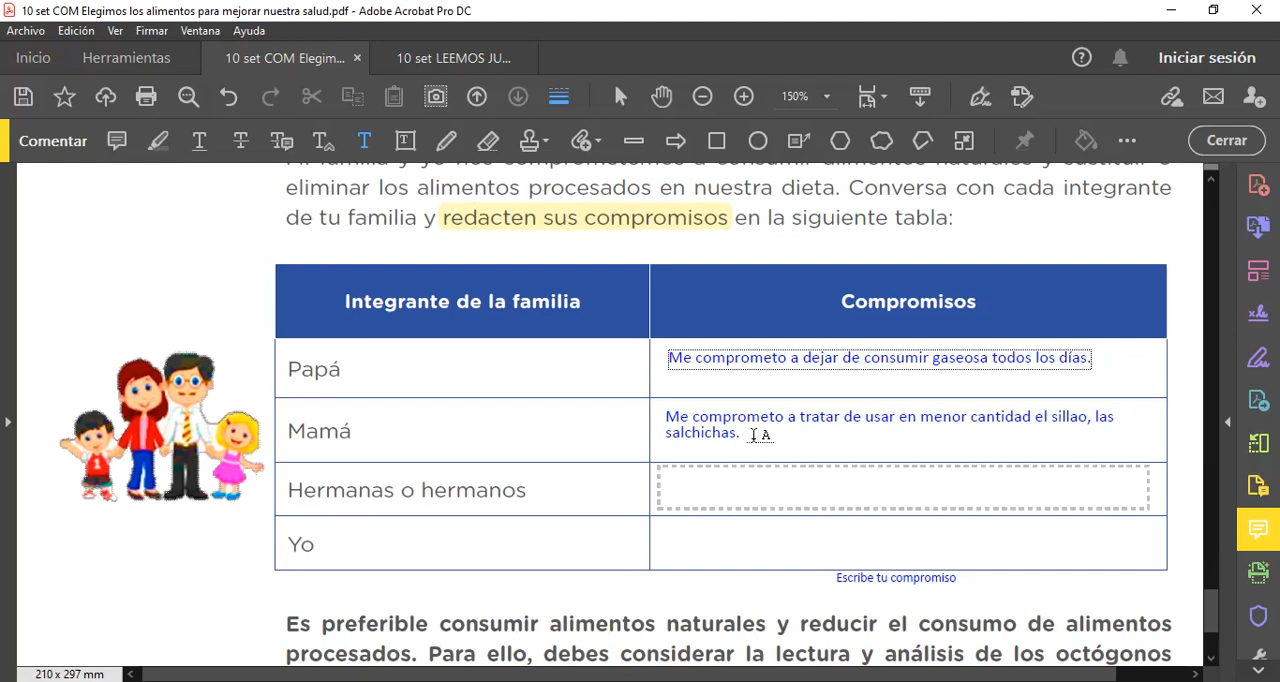 10 set COM Elegimos los alimentos para mejorar nuestra salud.pdf - Adobe Acrobat Pro DC
Archivo Edición Ver Firmar Ventana Ayuda
Inicio Herramientas 10 set COM Elegim... × 10 set LEEMOS JU... Iniciar sesión
150%
Comentar Cerrar
eliminar los alimentos procesados en nuestra dieta. Conversa con cada integrante
de tu familia y redacten sus compromisos en la siguiente tabla:
Integrante de la familia Compromisos
Papá Me comprometo a dejar de consumir gaseosa todos los días.
Mamá Me comprometo a tratar de usar en menor cantidad el sillao, las
salchichas.
Hermanas o hermanos
Yo
Escribe tu compromiso
Es preferible consumir alimentos naturales y reducir el consumo de alimentos
procesados. Para ello, debes considerar la lectura y análisis de los octógonos
210 x 297 mm